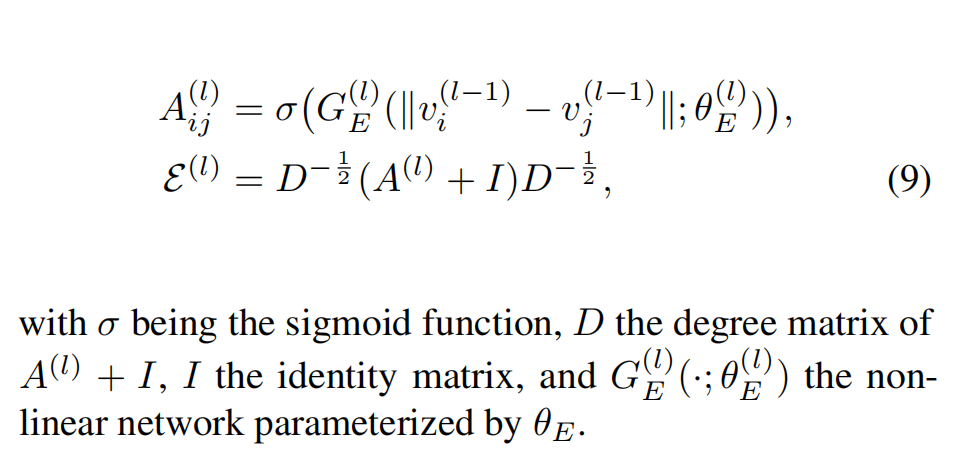 A_{ij}^{(l)} = σ(G_E^{(l)}(‖v_i^{(l−1)} − v_j^{(l−1)}‖; θ_E^{(l)})),
ℰ^{(l)} = D^{−1/2}(A^{(l)} + I)D^{−1/2}, (9)
with σ being the sigmoid function, D the degree matrix of
A^{(l)} + I, I the identity matrix, and G_E^{(l)}(·; θ_E^{(l)}) the non-
linear network parameterized by θ_E.